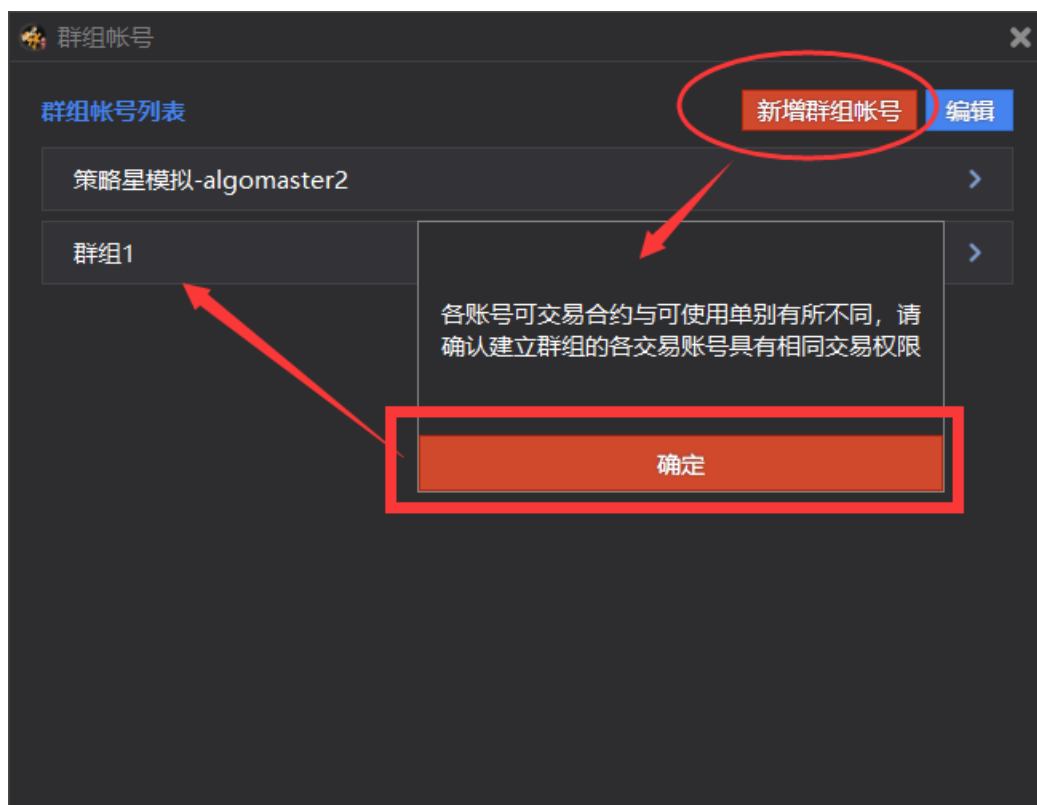 群组帐号
群组帐号列表
新增群组帐号
编辑
策略星模拟-algomaster2
群组1
各账号可交易合约与可使用单别有所不同，请
确认建立群组的各交易账号具有相同交易权限
确定